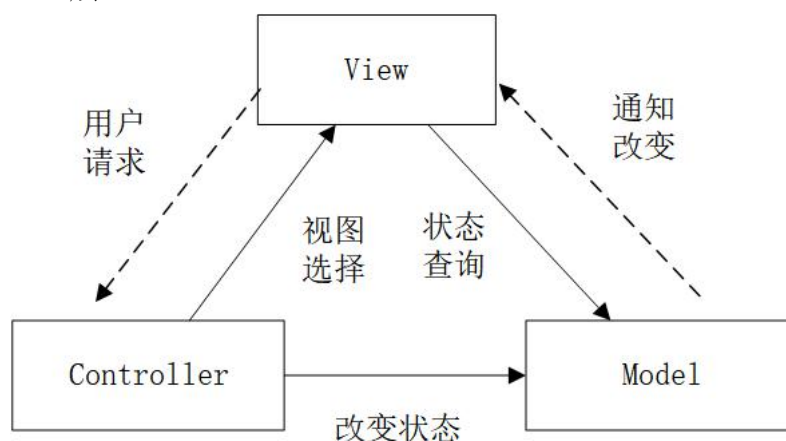 View
用户
请求
通知
改变
视图
选择
状态
查询
Controller
Model
改变状态